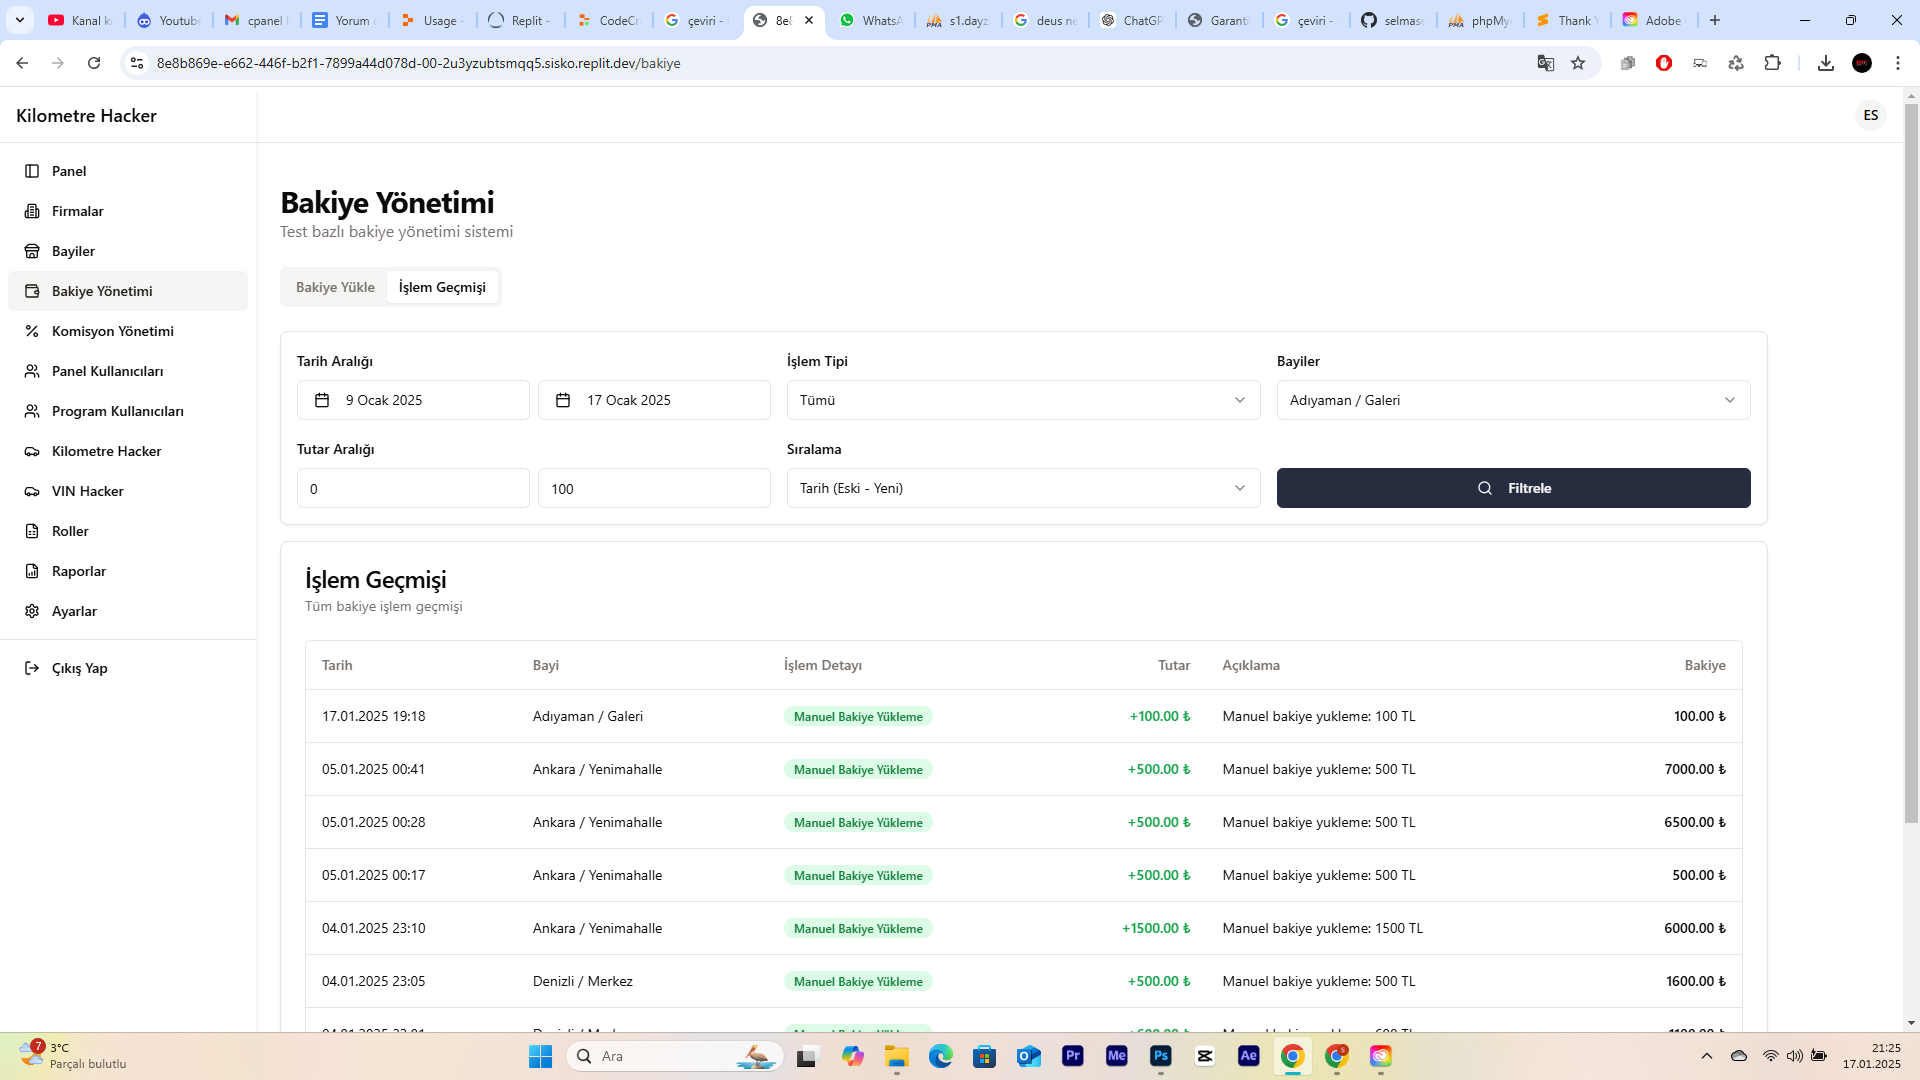 Kanal k
Youtube
cpanel
Yorum
Usage -
Replit -
CodeCr
çeviri -
8e8
WhatsA
s1.dayz
deus ne
ChatGP
Garanti
çeviri -
selmas
phpMy
Thank
Adobe
8e8b869e-e662-446f-b2f1-7899a44d078d-00-2u3yzubtsmqq5.sisko.replit.dev/bakiye
Kilometre Hacker
ES
Panel
Firmalar
Bayiler
Bakiye Yönetimi
Komisyon Yönetimi
Panel Kullanıcıları
Program Kullanıcıları
Kilometre Hacker
VIN Hacker
Roller
Raporlar
Ayarlar
Çıkış Yap
Bakiye Yönetimi
Test bazlı bakiye yönetimi sistemi
Bakiye Yükle İşlem Geçmişi
Tarih Aralığı İşlem Tipi Bayiler
9 Ocak 2025 17 Ocak 2025 Tümü Adıyaman / Galeri
Tutar Aralığı Sıralama
0 100 Tarih (Eski - Yeni) Filtrele
İşlem Geçmişi
Tüm bakiye işlem geçmişi
Tarih Bayi İşlem Detayı Tutar Açıklama Bakiye
17.01.2025 19:18 Adıyaman / Galeri Manuel Bakiye Yükleme +100.00 ₺ Manuel bakiye yukleme: 100 TL 100.00 ₺
05.01.2025 00:41 Ankara / Yenimahalle Manuel Bakiye Yükleme +500.00 ₺ Manuel bakiye yukleme: 500 TL 7000.00 ₺
05.01.2025 00:28 Ankara / Yenimahalle Manuel Bakiye Yükleme +500.00 ₺ Manuel bakiye yukleme: 500 TL 6500.00 ₺
05.01.2025 00:17 Ankara / Yenimahalle Manuel Bakiye Yükleme +500.00 ₺ Manuel bakiye yukleme: 500 TL 500.00 ₺
04.01.2025 23:10 Ankara / Yenimahalle Manuel Bakiye Yükleme +1500.00 ₺ Manuel bakiye yukleme: 1500 TL 6000.00 ₺
04.01.2025 23:05 Denizli / Merkez Manuel Bakiye Yükleme +500.00 ₺ Manuel bakiye yukleme: 500 TL 1600.00 ₺
7
3°C
Parçalı bulutlu
Ara
Pr
Me
Ps
Ae
21:25
17.01.2025